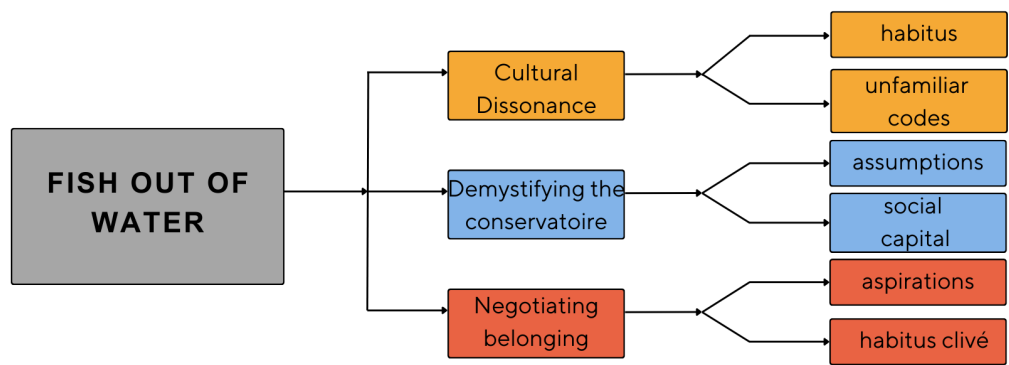 FISH OUT OF
WATER
Cultural
Dissonance
habitus
unfamiliar
codes
Demystifying the
conservatoire
assumptions
social
capital
Negotiating
belonging
aspirations
habitus clivé